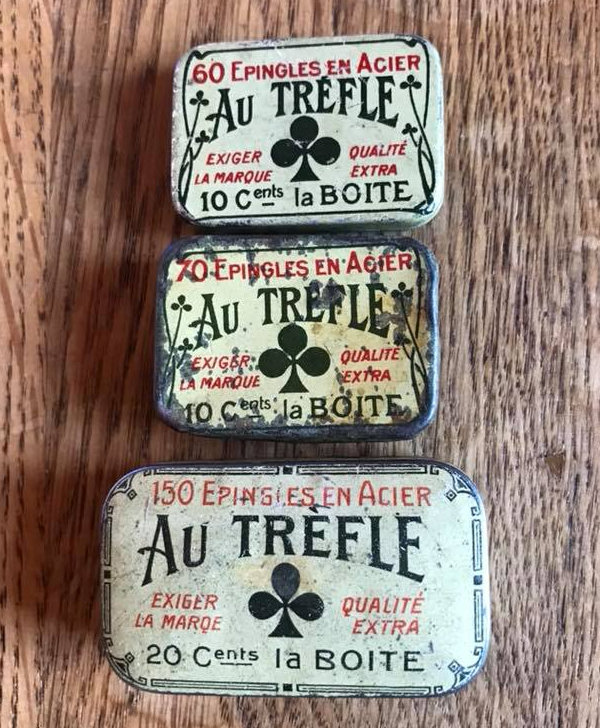 60 EPINGLES EN ACIER
AU TRÈFLE
EXIGER QUALITÉ
LA MARQUE EXTRA
10 Cents la BOITE
70 EPINGLES EN ACIER
AU TRÈFLE
EXIGER QUALITÉ
LA MARQUE EXTRA
10 Cents la BOITE
150 EPINGLES EN ACIER
AU TRÈFLE
EXIGER QUALITÉ
LA MARQE EXTRA
20 Cents la BOITE